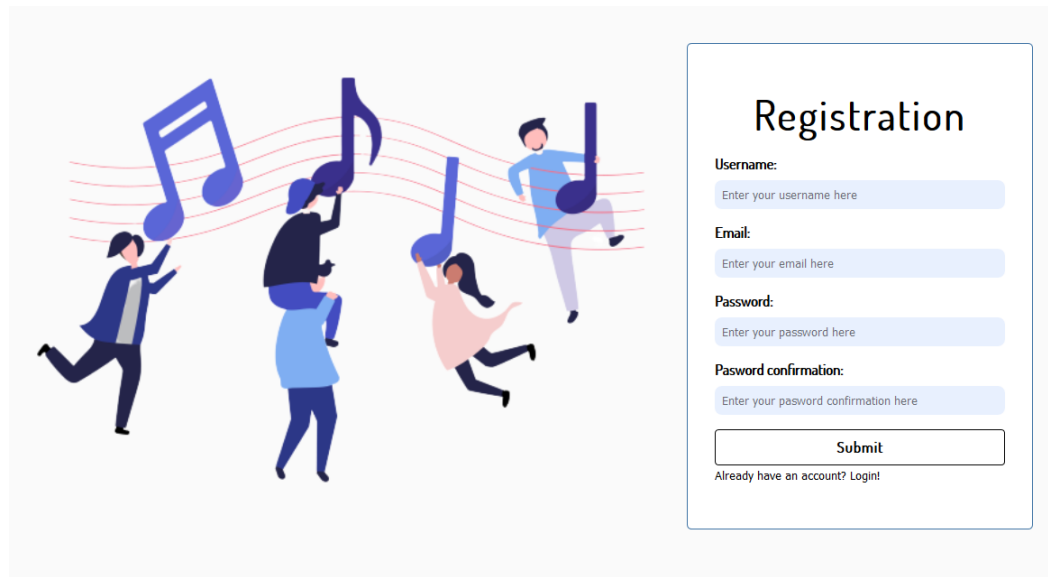 Registration
Username:
Enter your username here
Email:
Enter your email here
Password:
Enter your password here
Pasword confirmation:
Enter your pasword confirmation here
Submit
Already have an account? Login!